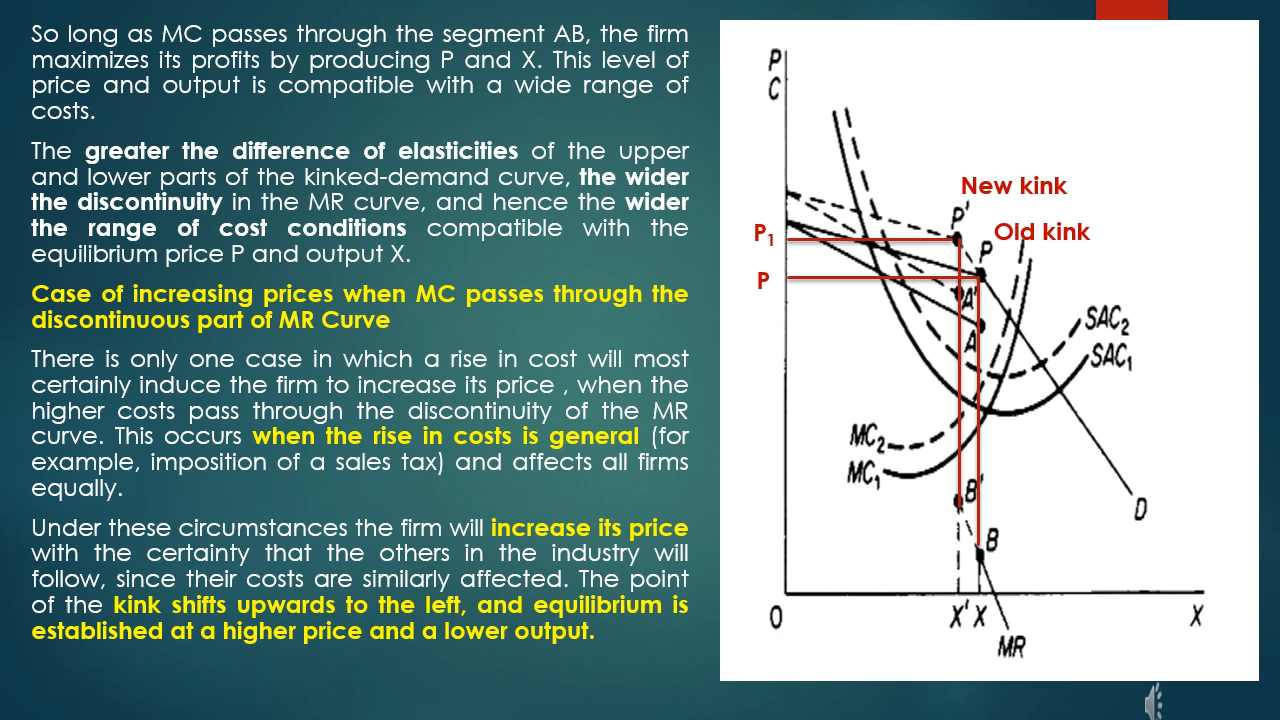 So long as MC passes through the segment AB, the firm
maximizes its profits by producing P and X. This level of
price and output is compatible with a wide range of
costs.
The greater the difference of elasticities of the upper
and lower parts of the kinked-demand curve, the wider
the discontinuity in the MR curve, and hence the wider
the range of cost conditions compatible with the
equilibrium price P and output X.
Case of increasing prices when MC passes through the
discontinuous part of MR Curve
There is only one case in which a rise in cost will most
certainly induce the firm to increase its price , when the
higher costs pass through the discontinuity of the MR
curve. This occurs when the rise in costs is general (for
example, imposition of a sales tax) and affects all firms
equally.
Under these circumstances the firm will increase its price
with the certainty that the others in the industry will
follow, since their costs are similarly affected. The point
of the kink shifts upwards to the left, and equilibrium is
established at a higher price and a lower output.
P
C
New kink
P'
Old kink
P₁
P
P
A'
A
SAC₂
SAC₁
MC₂
MC₁
B'
B
D
O
X'
X
X
MR